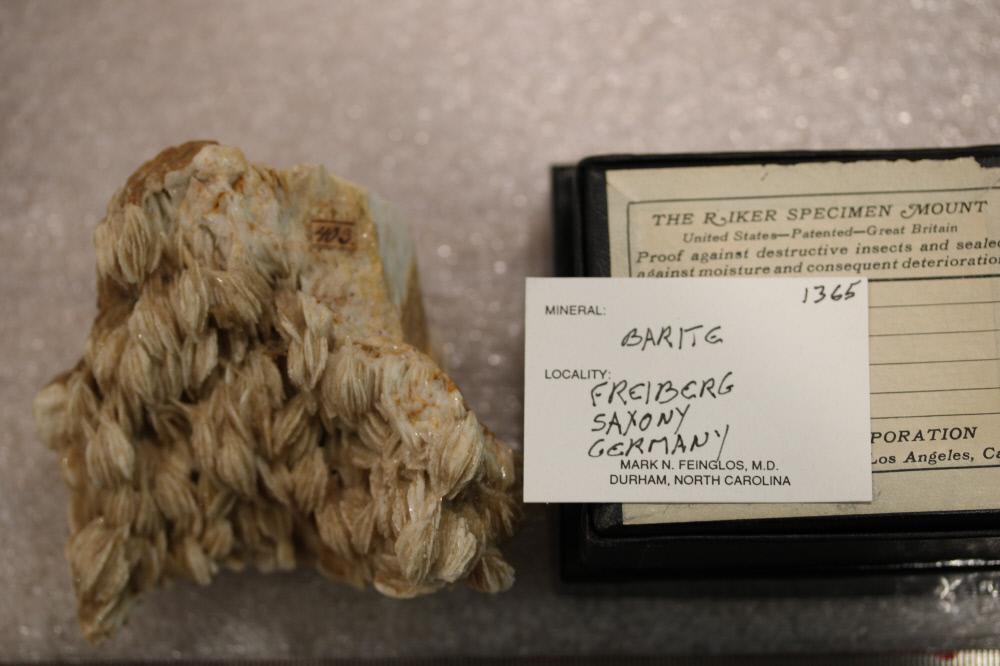 403
THE RIKER SPECIMEN MOUNT
United States—Patented—Great Britain
Proof against destructive insects and sealed
against moisture and consequent deterioration
1365
MINERAL:
BARITE
LOCALITY:
FREIBERG
SAXONY
GERMANY
MARK N. FEINGLOS, M.D.
DURHAM, NORTH CAROLINA
PORATION
Los Angeles, Ca